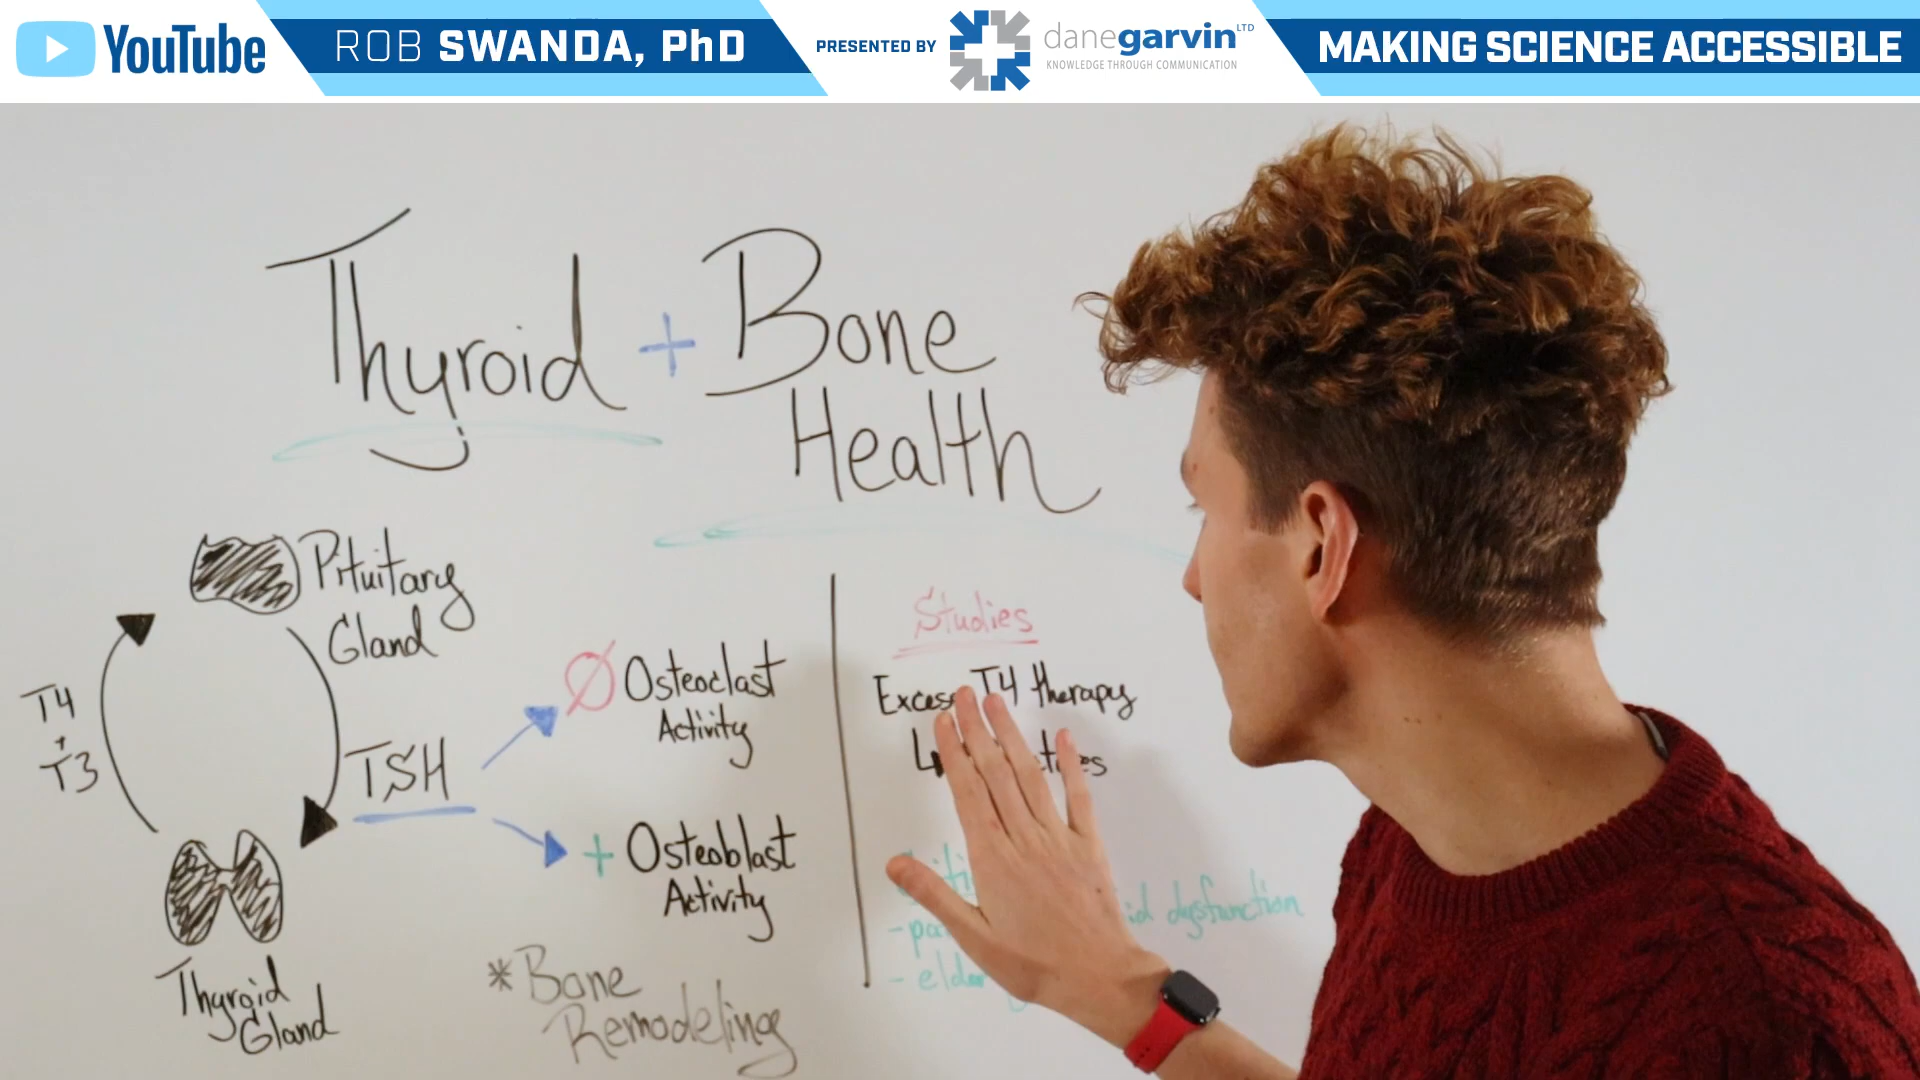 YouTube
ROB SWANDA, PhD
PRESENTED BY
danegarvin LTD
KNOWLEDGE THROUGH COMMUNICATION
MAKING SCIENCE ACCESSIBLE
Thyroid + Bone
Health
Pituitary
Gland
T4
+
T3
TSH
Thyroid
Gland
Ø Osteoclast
Activity
+ Osteoblast
Activity
* Bone
Remodeling
Studies
Excess T4 therapy
dysfunction